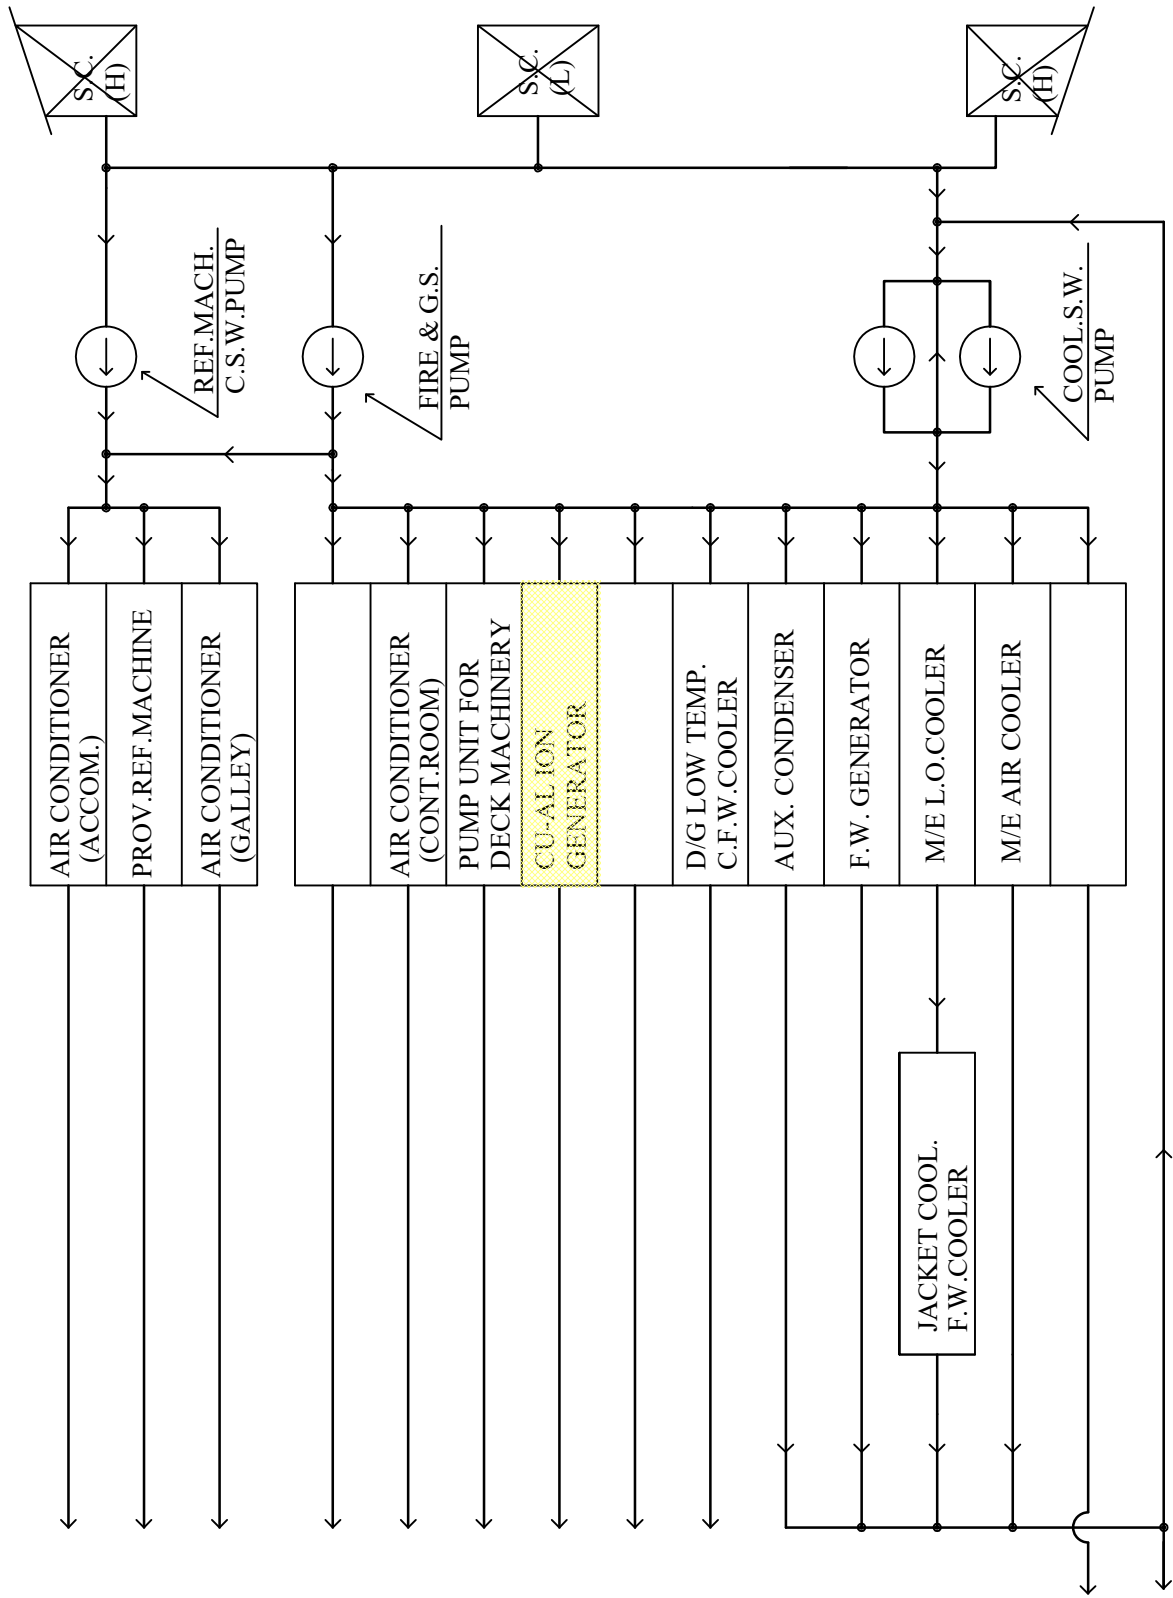 S.C.
(H)
S.C.
(L)
S.C.
(H)
REF.MACH.
C.S.W.PUMP
FIRE & G.S.
PUMP
COOL.S.W.
PUMP
AIR CONDITIONER
(ACCOM.)
PROV.REF.MACHINE
AIR CONDITIONER
(GALLEY)
AIR CONDITIONER
(CONT.ROOM)
PUMP UNIT FOR
DECK MACHINERY
CU-AL ION
GENERATOR
D/G LOW TEMP.
C.F.W.COOLER
AUX. CONDENSER
F.W. GENERATOR
M/E L.O.COOLER
M/E AIR COOLER
JACKET COOL.
F.W.COOLER